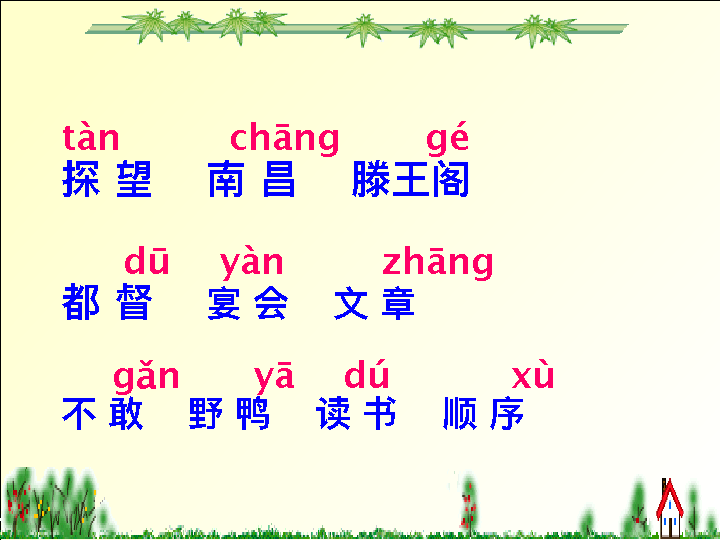 tàn chāng gé
探 望 南 昌 滕王阁
dū yàn zhāng
都 督 宴 会 文 章
gǎn yā dú xù
不 敢 野 鸭 读 书 顺 序